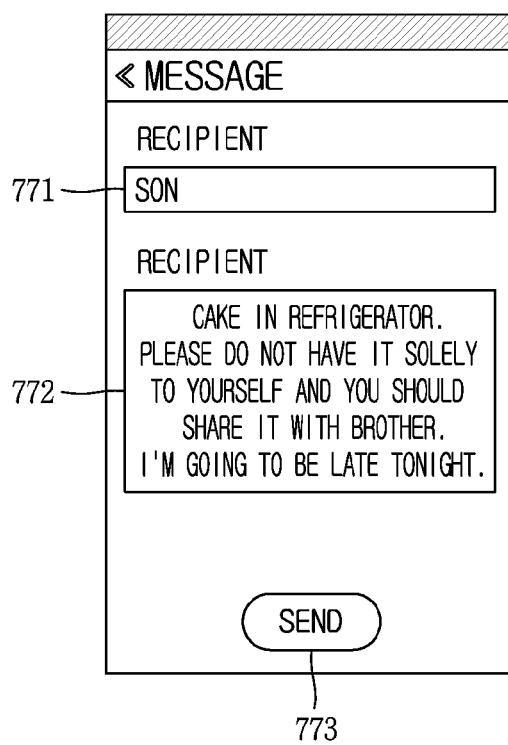 « MESSAGE
RECIPIENT
771
SON
RECIPIENT
772
CAKE IN REFRIGERATOR.
PLEASE DO NOT HAVE IT SOLELY
TO YOURSELF AND YOU SHOULD
SHARE IT WITH BROTHER.
I'M GOING TO BE LATE TONIGHT.
SEND
773